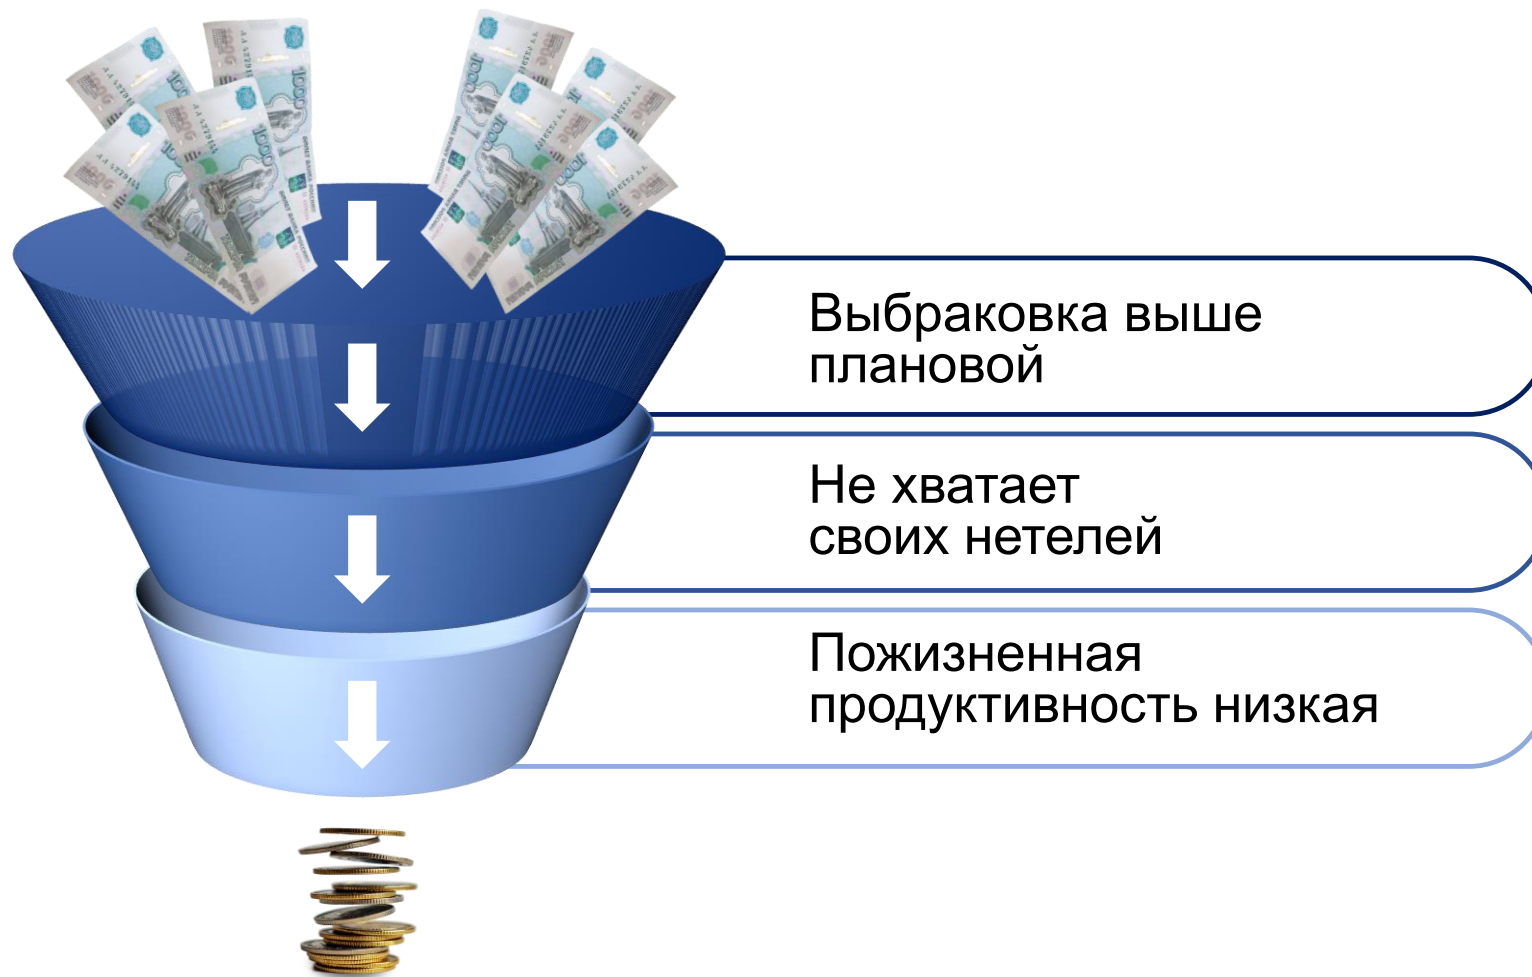 Выбраковка выше
плановой
Не хватает
своих нетелей
Пожизненная
продуктивность низкая